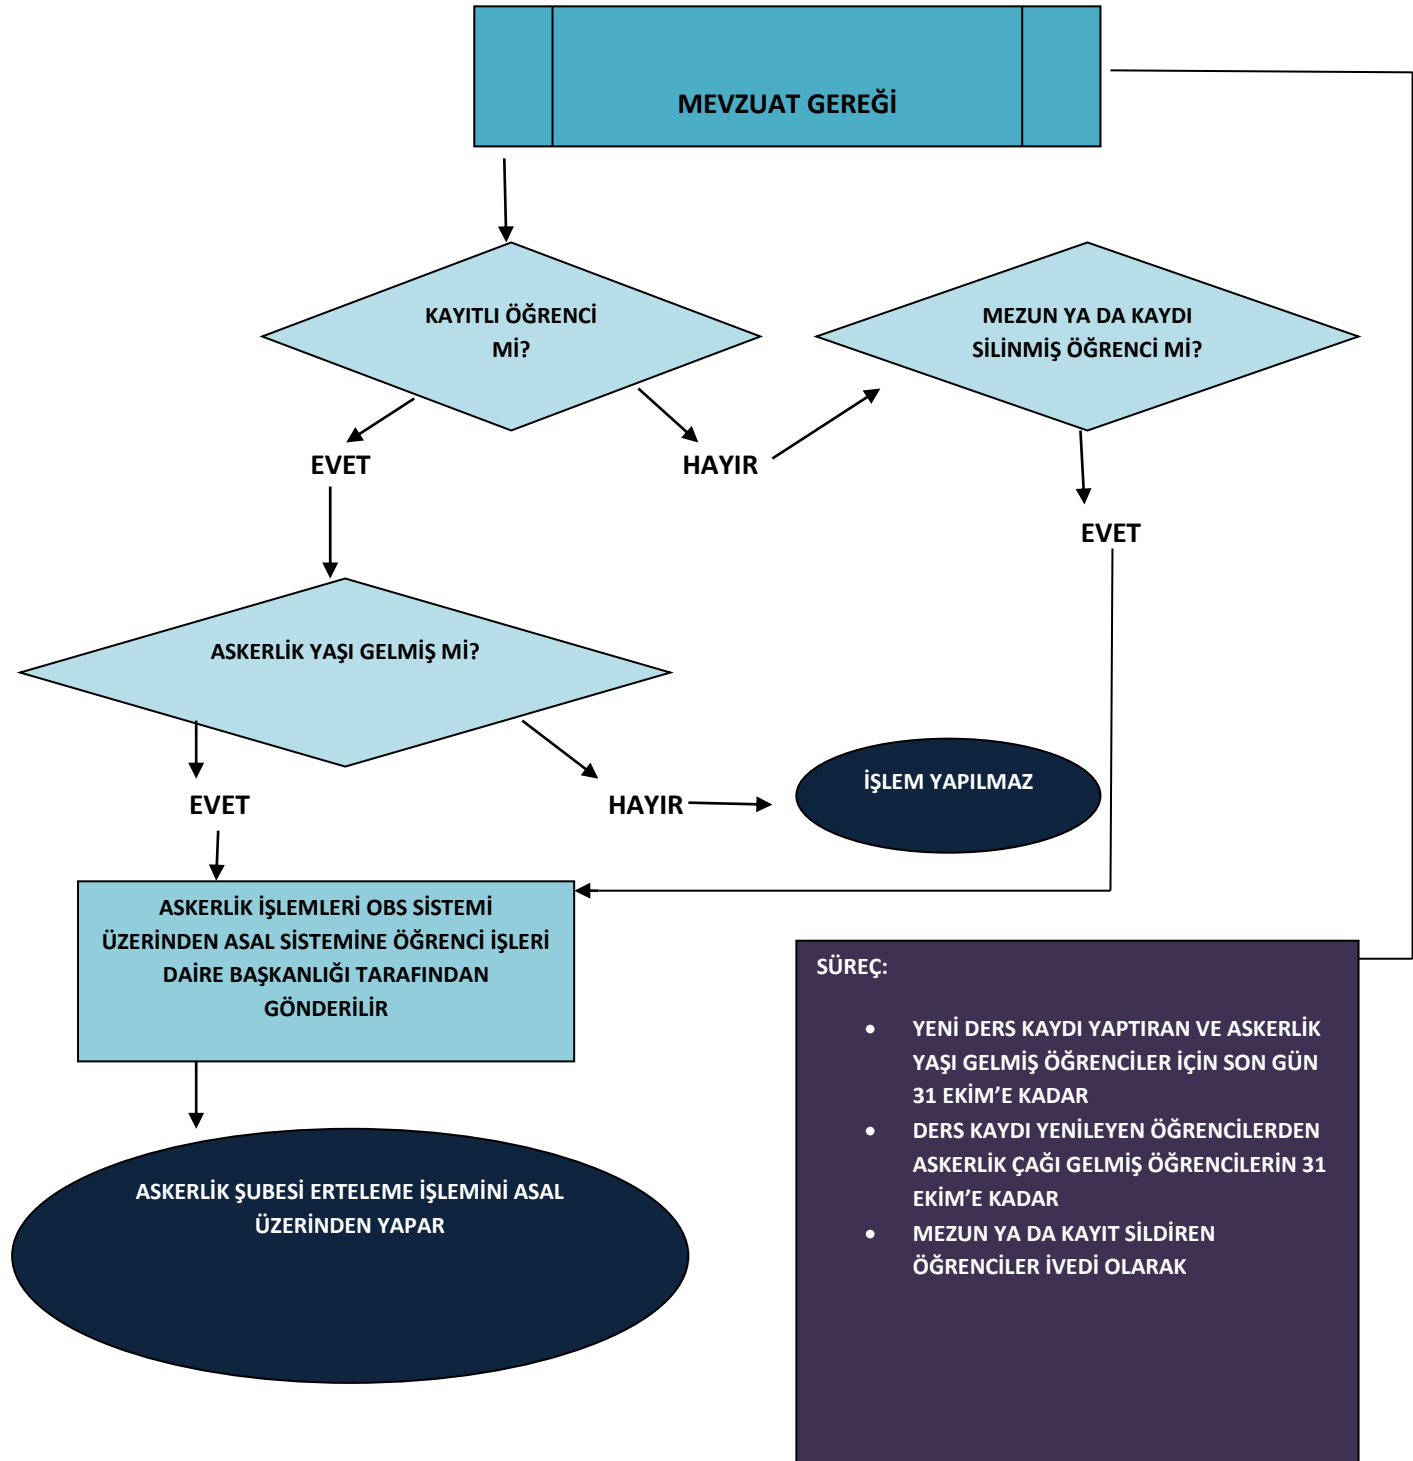 MEVZUAT GEREĞİ
KAYITLI ÖĞRENCİ
Mİ?
MEZUN YA DA KAYDI
SİLİNMİŞ ÖĞRENCİ Mİ?
EVET
HAYIR
EVET
ASKERLİK YAŞI GELMİŞ Mİ?
EVET
HAYIR
İŞLEM YAPILMAZ
ASKERLİK İŞLEMLERİ OBS SİSTEMİ
ÜZERİNDEN ASAL SİSTEMİNE ÖĞRENCİ İŞLERİ
DAİRE BAŞKANLIĞI TARAFINDAN
GÖNDERİLİR
ASKERLİK ŞUBESİ ERTELEME İŞLEMİNİ ASAL
ÜZERİNDEN YAPAR
SÜREÇ:
• YENİ DERS KAYDI YAPTIRAN VE ASKERLİK
YAŞI GELMİŞ ÖĞRENCİLER İÇİN SON GÜN
31 EKİM’E KADAR
• DERS KAYDI YENİLEYEN ÖĞRENCİLERDEN
ASKERLİK ÇAĞI GELMİŞ ÖĞRENCİLERİN 31
EKİM’E KADAR
• MEZUN YA DA KAYIT SİLDİREN
ÖĞRENCİLER İVEDİ OLARAK